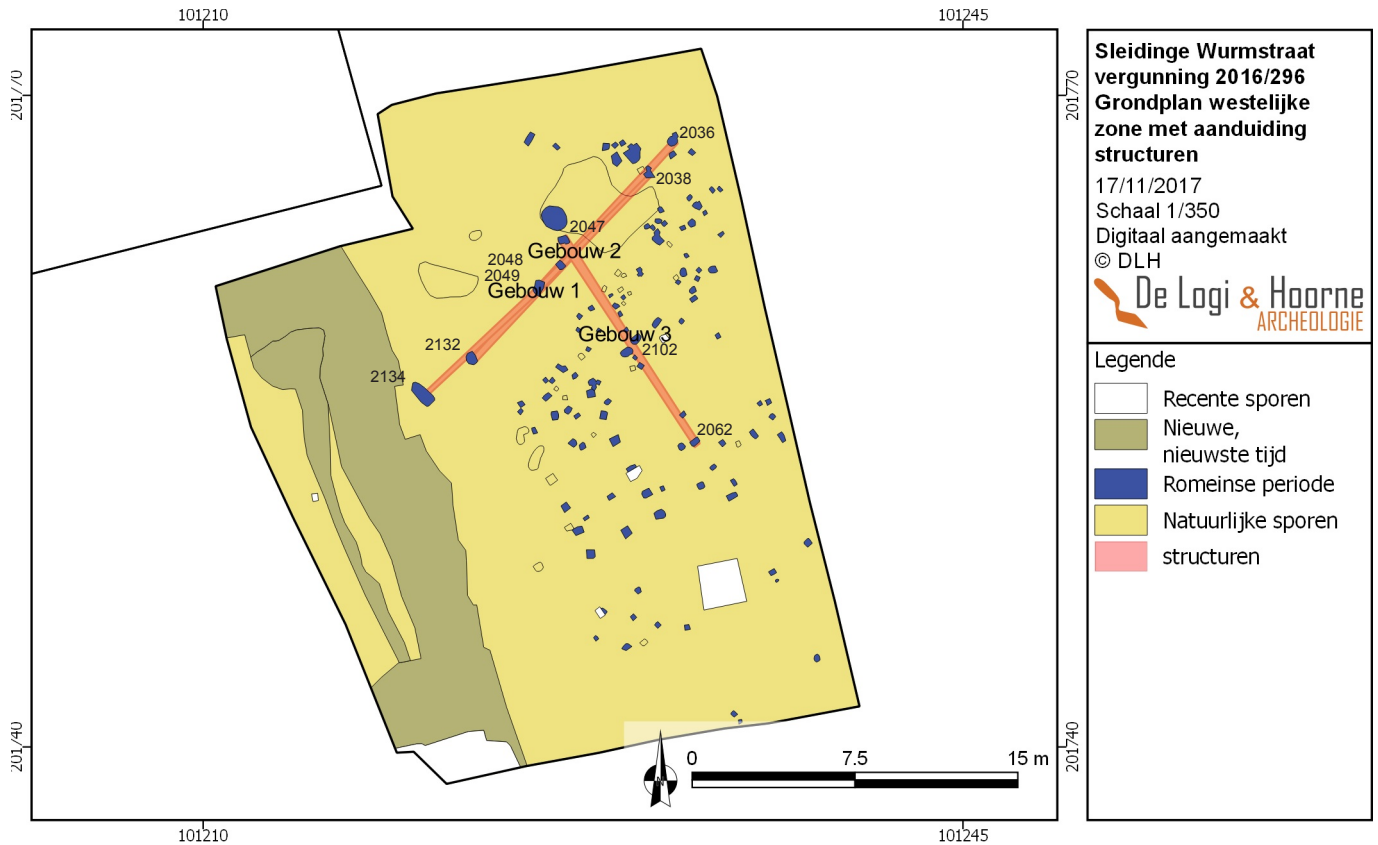 101210
101245
201770
201770
2036
2038
2047
Gebouw 2
2048
2049
Gebouw 1
Gebouw 3
2132
2102
2134
2062
201740
201740
0
7.5
15 m
N
101210
101245
Sleidinge Wurmstraat
vergunning 2016/296
Grondplan westelijke
zone met aanduiding
structuren
17/11/2017
Schaal 1/350
Digitaal aangemaakt
© DLH
De Logi & Hoorne
ARCHEOLOGIE
Legende
Recente sporen
Nieuwe,
nieuwste tijd
Romeinse periode
Natuurlijke sporen
structuren